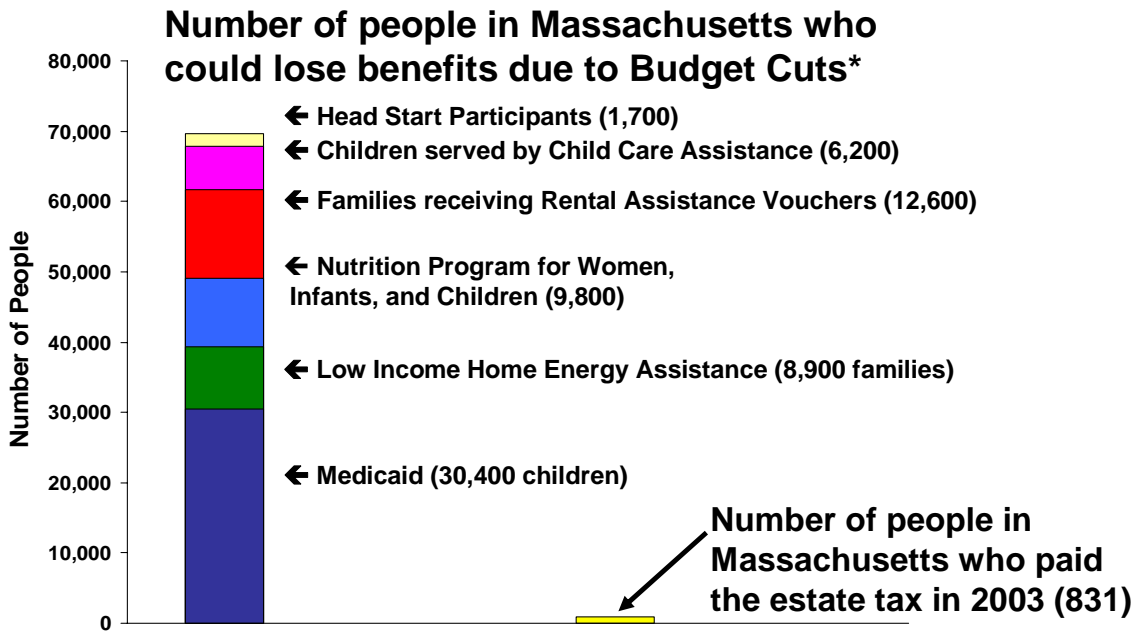 Number of people in Massachusetts who
could lose benefits due to Budget Cuts*
80,000
70,000
60,000
50,000
40,000
30,000
20,000
10,000
0
Number of People
← Head Start Participants (1,700)
← Children served by Child Care Assistance (6,200)
← Families receiving Rental Assistance Vouchers (12,600)
← Nutrition Program for Women,
Infants, and Children (9,800)
← Low Income Home Energy Assistance (8,900 families)
← Medicaid (30,400 children)
Number of people in
Massachusetts who paid
the estate tax in 2003 (831)